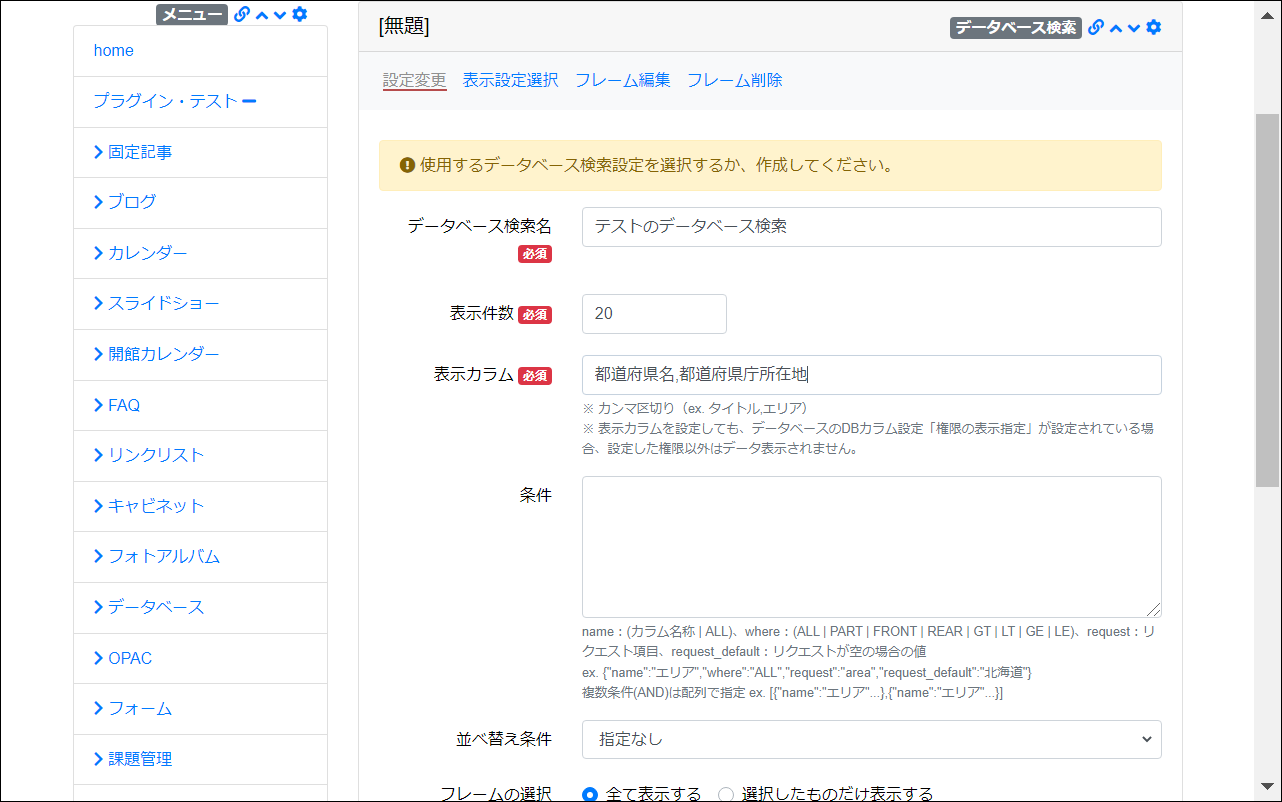 メニュー
home
プラグイン・テスト
固定記事
ブログ
カレンダー
スライドショー
開館カレンダー
FAQ
リンクリスト
キャビネット
フォトアルバム
データベース
OPAC
フォーム
課題管理
[無題]
データベース検索
設定変更 表示設定選択 フレーム編集 フレーム削除
使用するデータベース検索設定を選択するか、作成してください。
データベース検索名
必須
テストのデータベース検索
表示件数 必須
20
表示カラム 必須
都道府県名,都道府県庁所在地
※ カンマ区切り（ex. タイトル,エリア）
※ 表示カラムを設定しても、データベースのDBカラム設定「権限の表示指定」が設定されている場
合、設定した権限以外はデータ表示されません。
条件
name：(カラム名称 | ALL)、where：(ALL | PART | FRONT | REAR | GT | LT | GE | LE)、request：リ
クエスト項目、request_default：リクエストが空の場合の値
ex. {"name":"エリア","where":"ALL","request":"area","request_default":"北海道"}
複数条件(AND)は配列で指定 ex. [{"name":"エリア"...},{"name":"エリア"...}]
並べ替え条件
指定なし
フレームの選択
全て表示する 選択したものだけ表示する